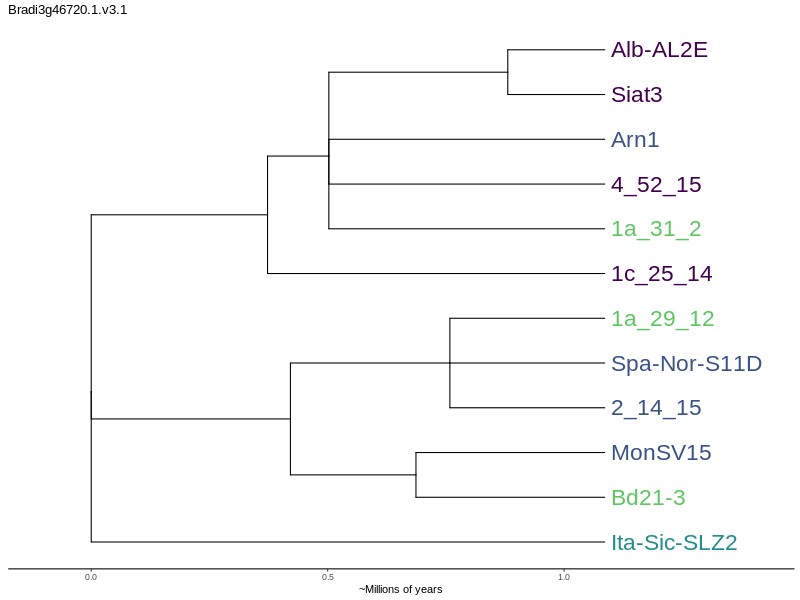 Bradi3g46720.1.v3.1
Alb-AL2E
Siat3
Arn1
4_52_15
1a_31_2
1c_25_14
1a_29_12
Spa-Nor-S11D
2_14_15
MonSV15
Bd21-3
Ita-Sic-SLZ2
0.0 0.5 1.0
~Millions of years